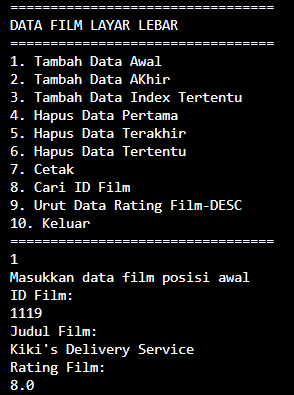 =================================
DATA FILM LAYAR LEBAR
=================================
1. Tambah Data Awal
2. Tambah Data AKhir
3. Tambah Data Index Tertentu
4. Hapus Data Pertama
5. Hapus Data Terakhir
6. Hapus Data Tertentu
7. Cetak
8. Cari ID Film
9. Urut Data Rating Film-DESC
10. Keluar
=================================
1
Masukkan data film posisi awal
ID Film:
1119
Judul Film:
Kiki's Delivery Service
Rating Film:
8.0